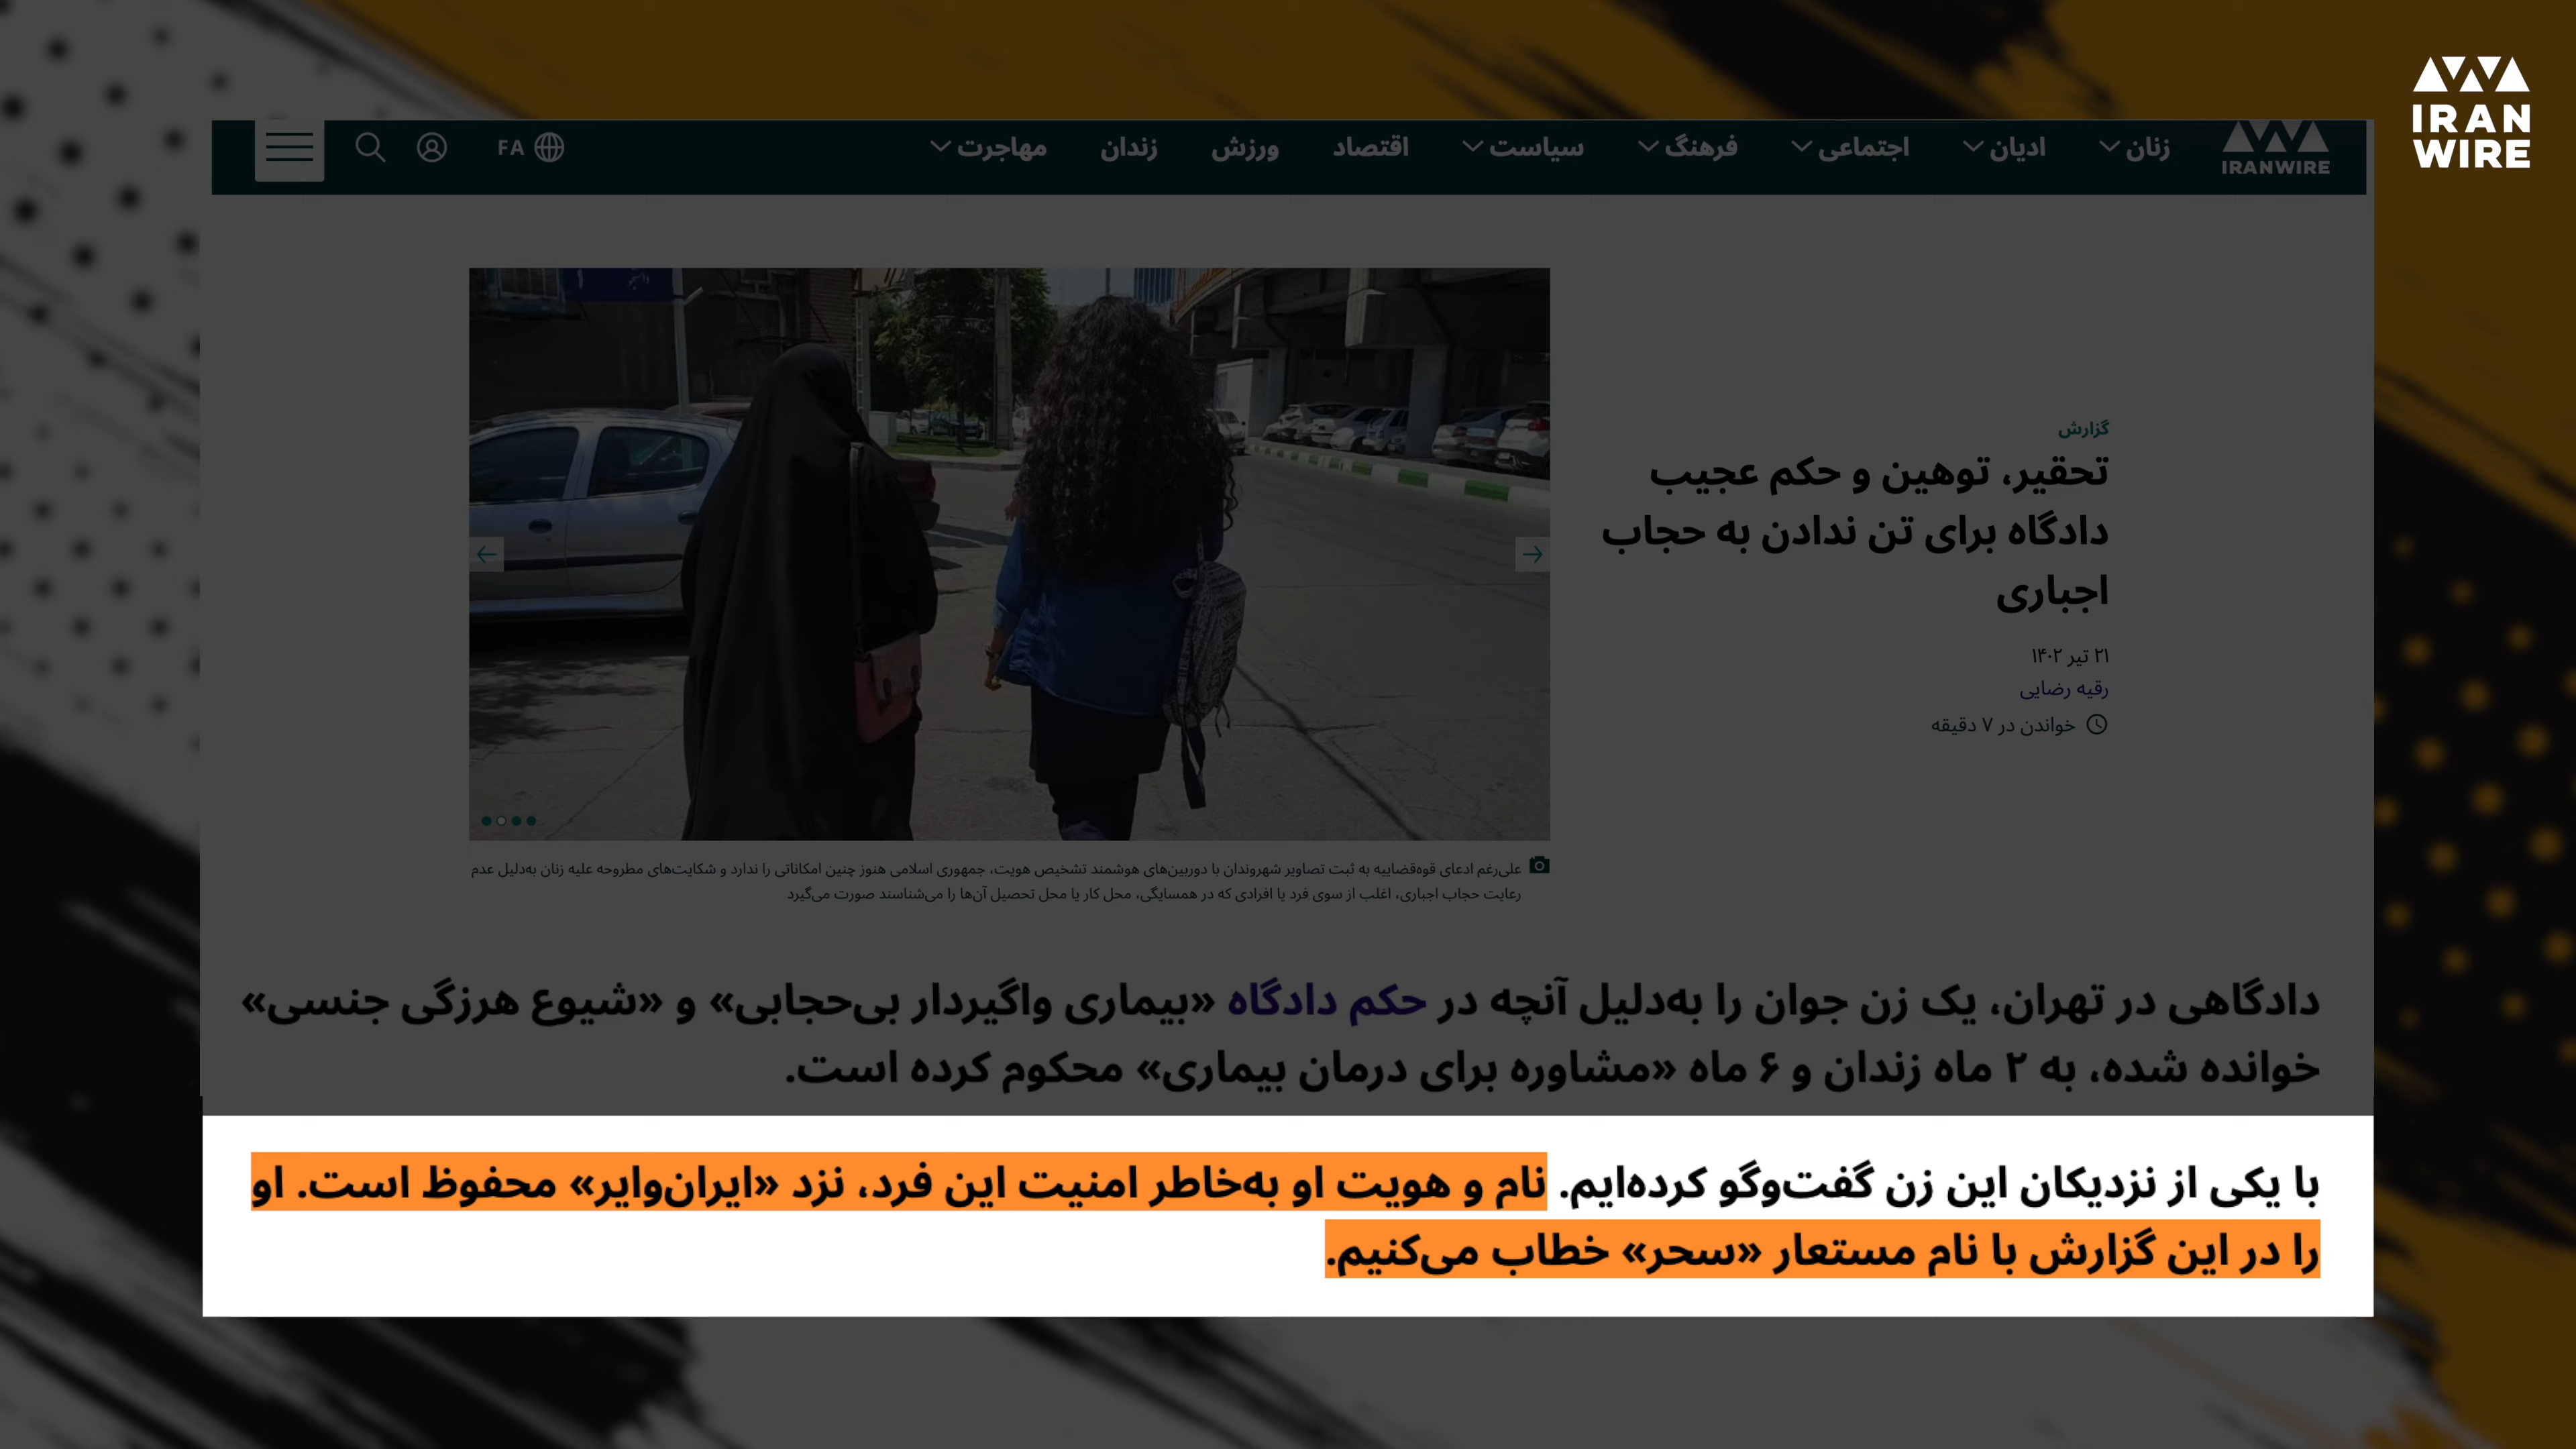 IRAN
WIRE
IRANWIRE
زنان
ادیان
اجتماعی
فرهنگ
سیاست
اقتصاد
ورزش
زندان
مهاجرت
FA
گزارش
تحقیر، توهین و حکم عجیب
دادگاه برای تن ندادن به حجاب
اجباری
۲۱ تیر ۱۴۰۲
رقیه رضایی
خواندن در ۷ دقیقه
علی‌رغم ادعای قوه‌قضاییه به ثبت تصاویر شهروندان با دوربین‌های هوشمند تشخیص هویت، جمهوری اسلامی هنوز چنین امکاناتی را ندارد و شکایت‌های مطروحه علیه زنان به‌دلیل عدم
رعایت حجاب اجباری، اغلب از سوی فرد یا افرادی که در همسایگی، محل کار یا محل تحصیل آن‌ها را می‌شناسند صورت می‌گیرد
دادگاهی در تهران، یک زن جوان را به‌دلیل آنچه در حکم دادگاه «بیماری واگیردار بی‌حجابی» و «شیوع هرزگی جنسی»
خوانده شده، به ۲ ماه زندان و ۶ ماه «مشاوره برای درمان بیماری» محکوم کرده است.
با یکی از نزدیکان این زن گفت‌وگو کرده‌ایم. نام و هویت او به‌خاطر امنیت این فرد، نزد «ایران‌وایر» محفوظ است. او
را در این گزارش با نام مستعار «سحر» خطاب می‌کنیم.